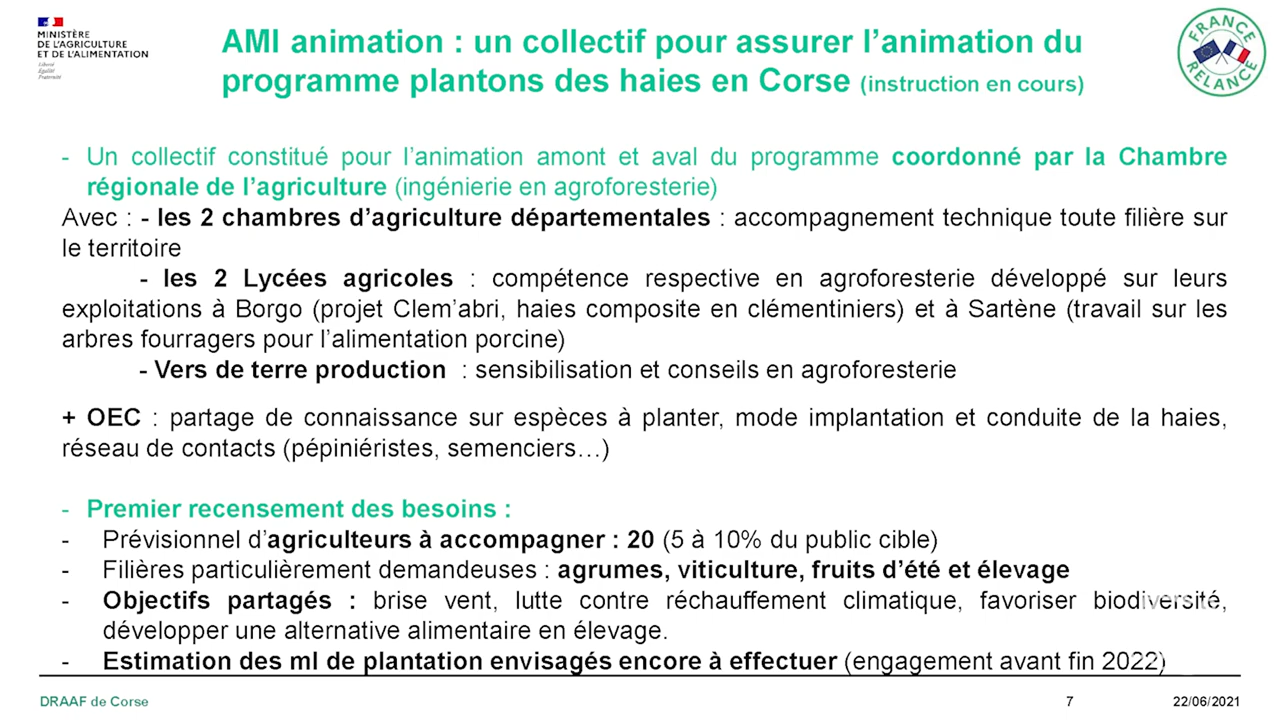 MINISTÈRE
DE L'AGRICULTURE
ET DE L'ALIMENTATION
Liberté
Égalité
Fraternité
AMI animation : un collectif pour assurer l’animation du
programme plantons des haies en Corse (instruction en cours)
FRANCE
RELANCE
- Un collectif constitué pour l’animation amont et aval du programme coordonné par la Chambre
régionale de l’agriculture (ingénierie en agroforesterie)
Avec : - les 2 chambres d’agriculture départementales : accompagnement technique toute filière sur
le territoire
- les 2 Lycées agricoles : compétence respective en agroforesterie développé sur leurs
exploitations à Borgo (projet Clem’abri, haies composite en clémentiniers) et à Sartène (travail sur les
arbres fourragers pour l’alimentation porcine)
- Vers de terre production : sensibilisation et conseils en agroforesterie
+ OEC : partage de connaissance sur espèces à planter, mode implantation et conduite de la haies,
réseau de contacts (pépiniéristes, semenciers…)
- Premier recensement des besoins :
- Prévisionnel d’agriculteurs à accompagner : 20 (5 à 10% du public cible)
- Filières particulièrement demandeuses : agrumes, viticulture, fruits d’été et élevage
- Objectifs partagés : brise vent, lutte contre réchauffement climatique, favoriser biodiversité,
développer une alternative alimentaire en élevage.
- Estimation des ml de plantation envisagés encore à effectuer (engagement avant fin 2022)
DRAAF de Corse
7
22/06/2021